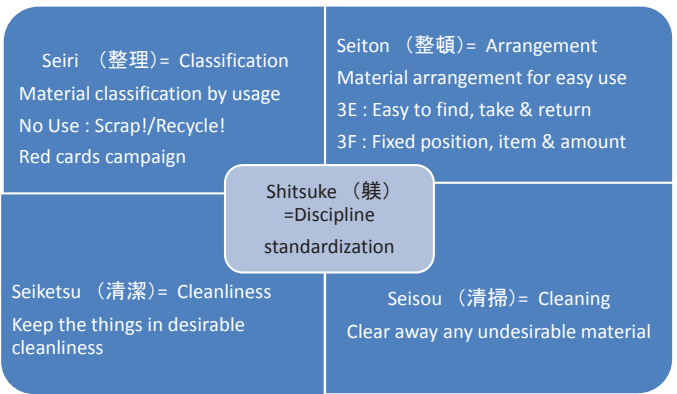 Seiri （整理)= Classification
Material classification by usage
No Use : Scrap!/Recycle!
Red cards campaign
Seiton （整頓)= Arrangement
Material arrangement for easy use
3E : Easy to find, take & return
3F : Fixed position, item & amount
Shitsuke （躾）
=Discipline
standardization
Seiketsu （清潔)= Cleanliness
Keep the things in desirable
cleanliness
Seisou （清掃)= Cleaning
Clear away any undesirable material